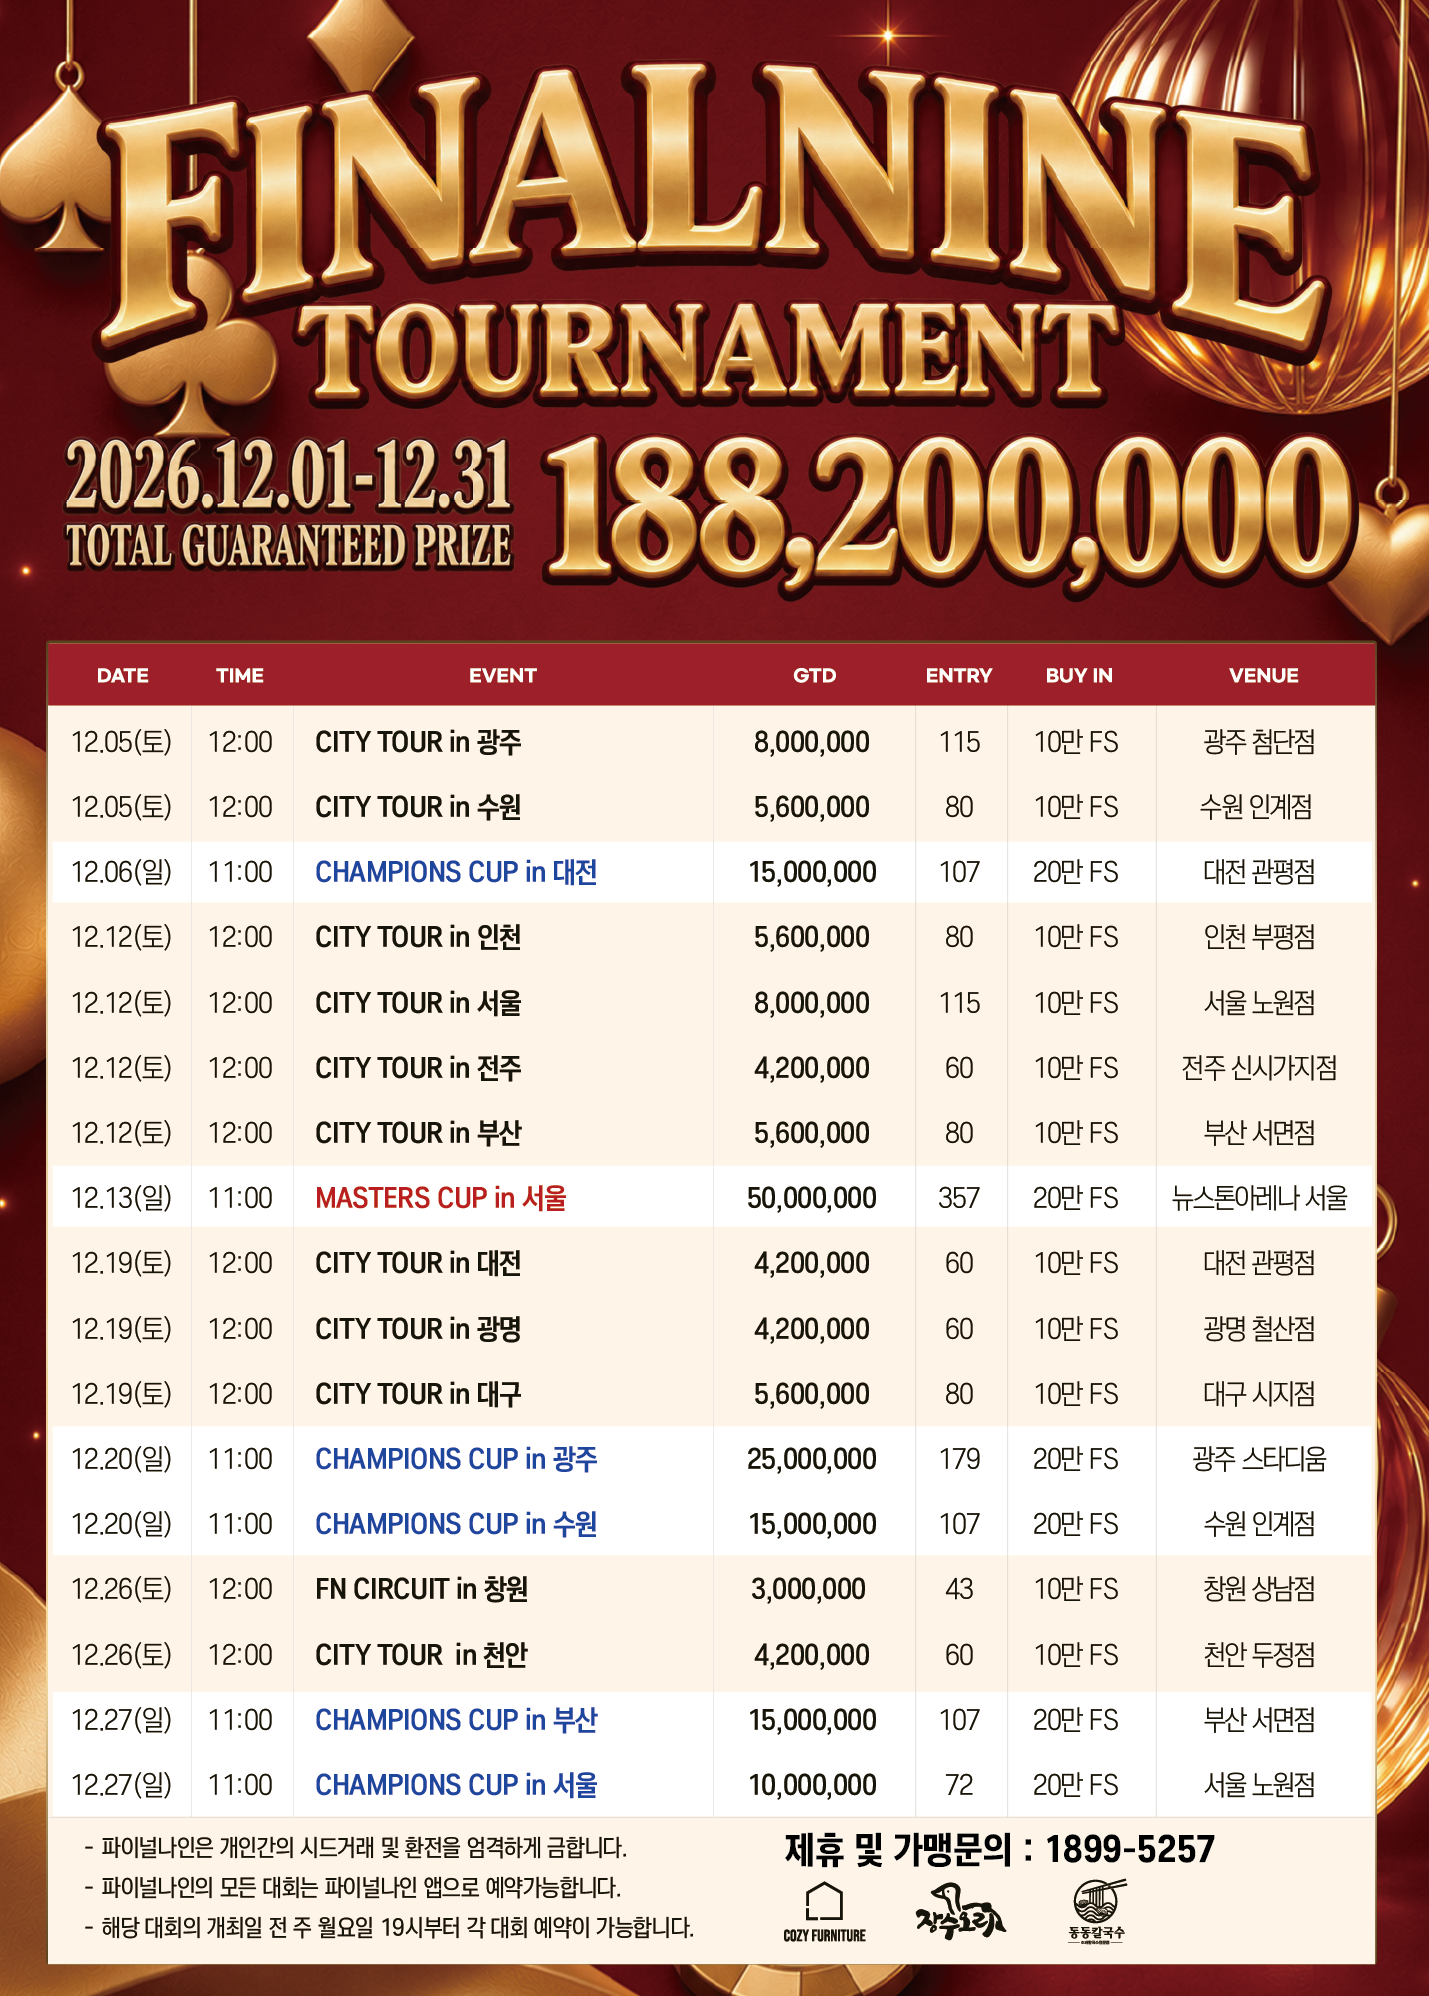 FINALNINE
TOURNAMENT
2026.12.01-12.31
TOTAL GUARANTEED PRIZE
188,200,000
DATE TIME EVENT GTD ENTRY BUY IN VENUE
12.05(토) 12:00 CITY TOUR in 광주 8,000,000 115 10만 FS 광주 첨단점
12.05(토) 12:00 CITY TOUR in 수원 5,600,000 80 10만 FS 수원 인계점
12.06(일) 11:00 CHAMPIONS CUP in 대전 15,000,000 107 20만 FS 대전 관평점
12.12(토) 12:00 CITY TOUR in 인천 5,600,000 80 10만 FS 인천 부평점
12.12(토) 12:00 CITY TOUR in 서울 8,000,000 115 10만 FS 서울 노원점
12.12(토) 12:00 CITY TOUR in 전주 4,200,000 60 10만 FS 전주 신시가지점
12.12(토) 12:00 CITY TOUR in 부산 5,600,000 80 10만 FS 부산 서면점
12.13(일) 11:00 MASTERS CUP in 서울 50,000,000 357 20만 FS 뉴스톤아레나 서울
12.19(토) 12:00 CITY TOUR in 대전 4,200,000 60 10만 FS 대전 관평점
12.19(토) 12:00 CITY TOUR in 광명 4,200,000 60 10만 FS 광명 철산점
12.19(토) 12:00 CITY TOUR in 대구 5,600,000 80 10만 FS 대구 시지점
12.20(일) 11:00 CHAMPIONS CUP in 광주 25,000,000 179 20만 FS 광주 스타디움
12.20(일) 11:00 CHAMPIONS CUP in 수원 15,000,000 107 20만 FS 수원 인계점
12.26(토) 12:00 FN CIRCUIT in 창원 3,000,000 43 10만 FS 창원 상남점
12.26(토) 12:00 CITY TOUR in 천안 4,200,000 60 10만 FS 천안 두정점
12.27(일) 11:00 CHAMPIONS CUP in 부산 15,000,000 107 20만 FS 부산 서면점
12.27(일) 11:00 CHAMPIONS CUP in 서울 10,000,000 72 20만 FS 서울 노원점
- 파이널나인은 개인간의 시드거래 및 환전을 엄격하게 금합니다.
- 파이널나인의 모든 대회는 파이널나인 앱으로 예약가능합니다.
- 해당 대회의 개최일 전 주 월요일 19시부터 각 대회 예약이 가능합니다.
제휴 및 가맹문의 : 1899-5257
COZY FURNITURE
장수오리
동동칼국수